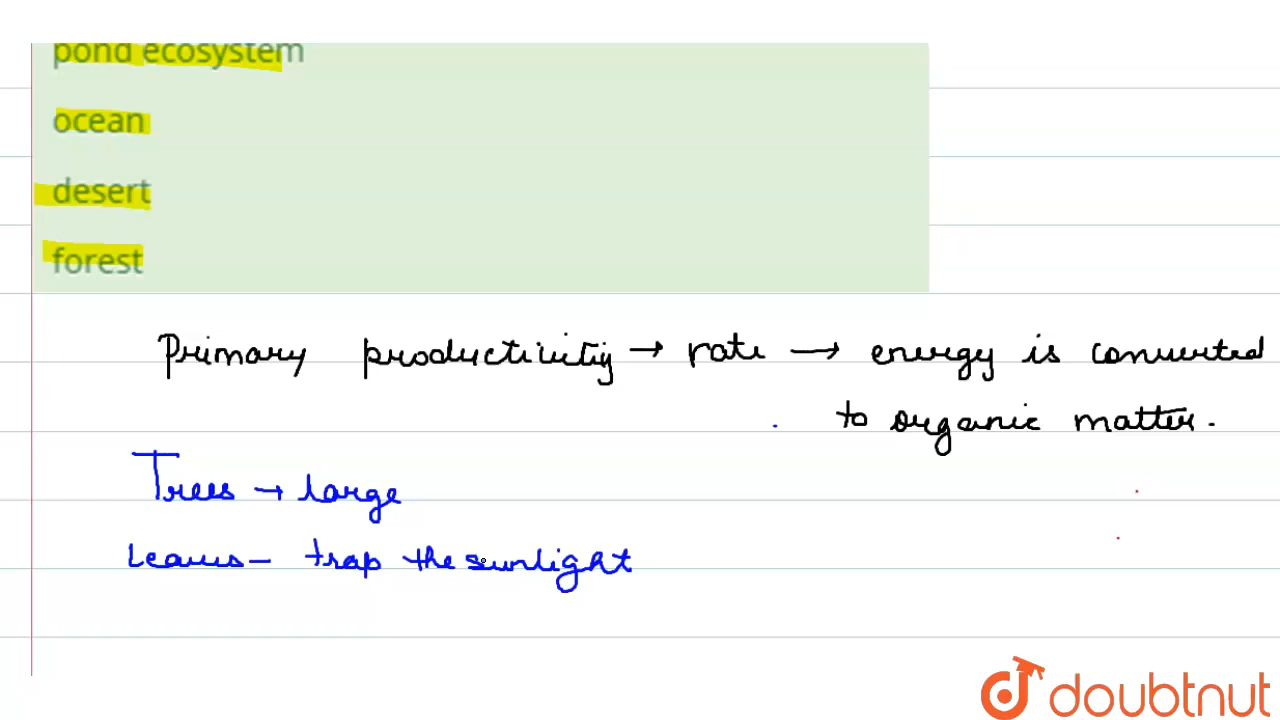 pond ecosystem
ocean
desert
forest
Primary productivity → rate → energy is converted
to organic matter.
Trees → large
Leaves - trap the sunlight
doubtnut